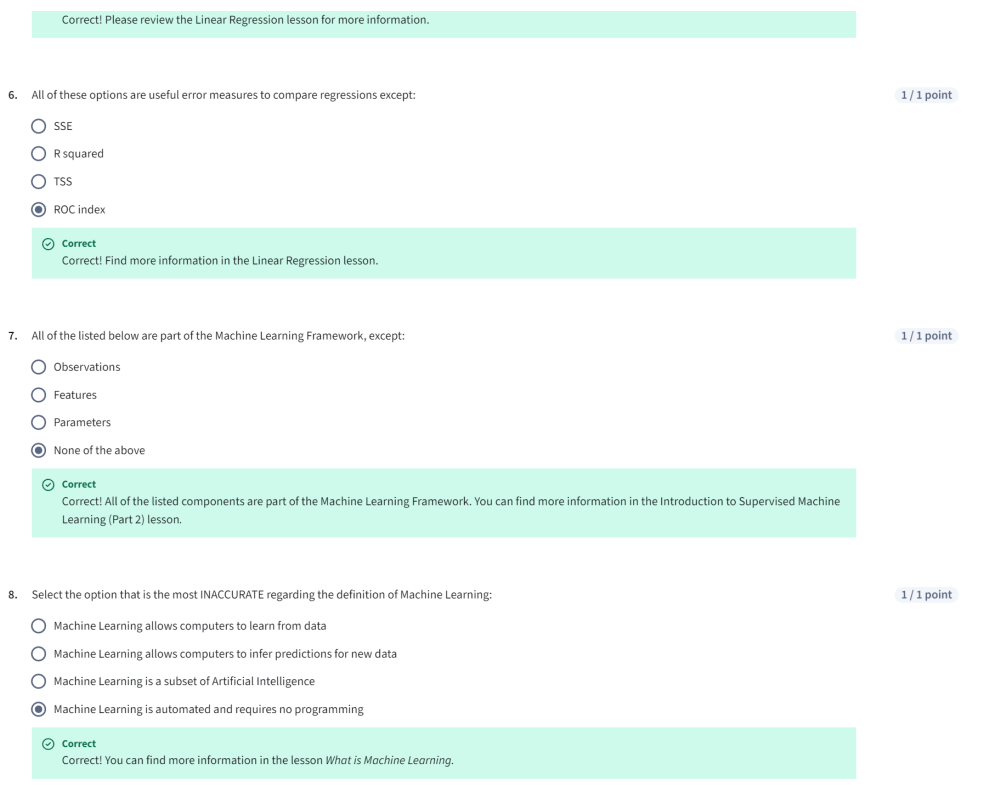 Correct! Please review the Linear Regression lesson for more information.
6. All of these options are useful error measures to compare regressions except: 1 / 1 point
SSE
R squared
TSS
ROC index
Correct
Correct! Find more information in the Linear Regression lesson.
7. All of the listed below are part of the Machine Learning Framework, except: 1 / 1 point
Observations
Features
Parameters
None of the above
Correct
Correct! All of the listed components are part of the Machine Learning Framework. You can find more information in the Introduction to Supervised Machine
Learning (Part 2) lesson.
8. Select the option that is the most INACCURATE regarding the definition of Machine Learning: 1 / 1 point
Machine Learning allows computers to learn from data
Machine Learning allows computers to infer predictions for new data
Machine Learning is a subset of Artificial Intelligence
Machine Learning is automated and requires no programming
Correct
Correct! You can find more information in the lesson What is Machine Learning.